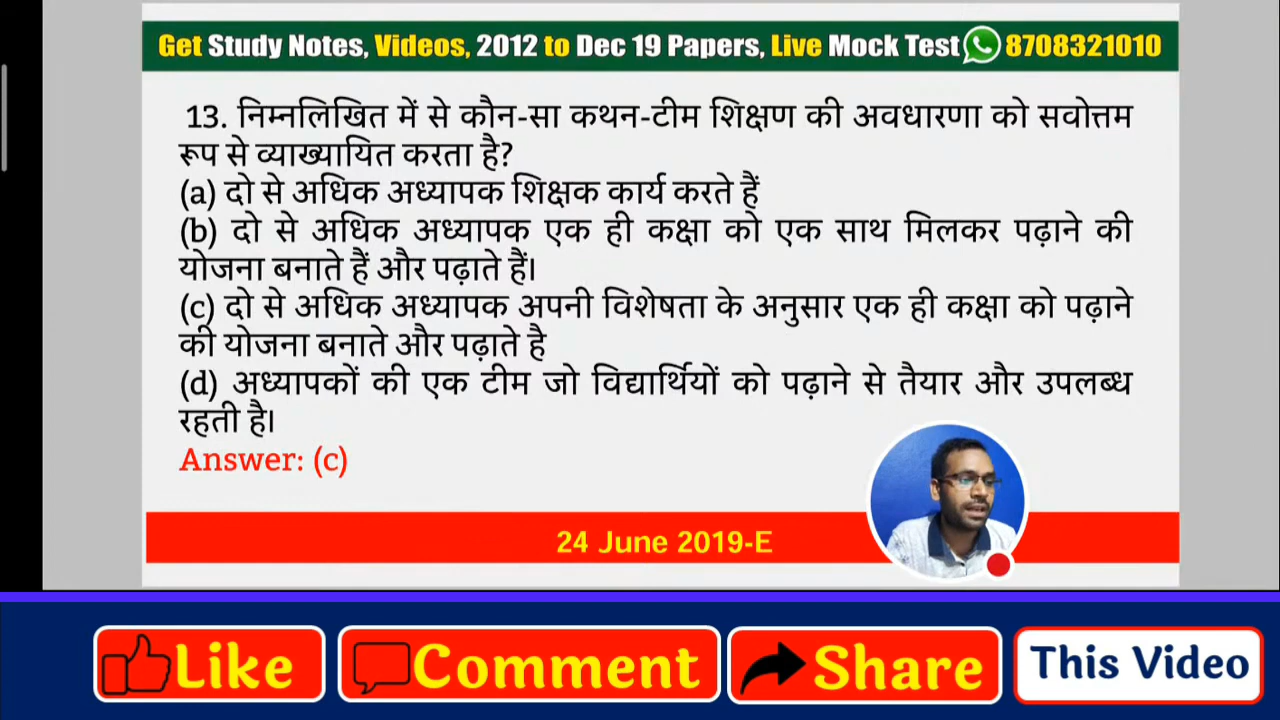 Get Study Notes, Videos, 2012 to Dec 19 Papers, Live Mock Test 8708321010
13. निम्नलिखित में से कौन-सा कथन-टीम शिक्षण की अवधारणा को सर्वोत्तम
रूप से व्याख्यायित करता है?
(a) दो से अधिक अध्यापक शिक्षक कार्य करते हैं
(b) दो से अधिक अध्यापक एक ही कक्षा को एक साथ मिलकर पढ़ाने की
योजना बनाते हैं और पढ़ाते हैं।
(c) दो से अधिक अध्यापक अपनी विशेषता के अनुसार एक ही कक्षा को पढ़ाने
की योजना बनाते और पढ़ाते है
(d) अध्यापकों की एक टीम जो विद्यार्थियों को पढ़ाने से तैयार और उपलब्ध
रहती है।
Answer: (c)
24 June 2019-E
Like Comment Share This Video